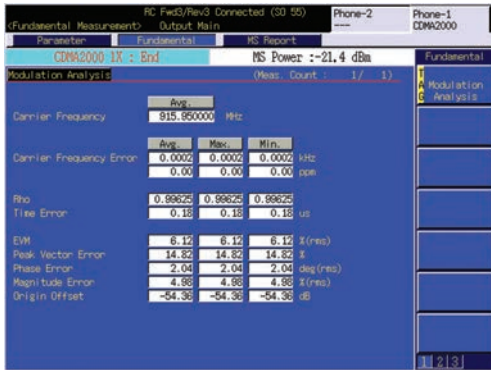 RC Fwd3/Rev3 Connected (SO 55)
<Fundamental Measurement> Output Main
Phone-2
---
Phone-1
CDMA2000
Parameter Fundamental MS Report
CDMA2000 1X : End MS Power :-21.4 dBm
Fundamental
Modulation Analysis (Meas. Count : 1/ 1)
TAG Modulation Analysis
Avg.
Carrier Frequency 915.950000 MHz
Avg. Max. Min.
Carrier Frequency Error 0.0002 0.0002 0.0002 kHz
0.00 0.00 0.00 ppm
Rho 0.99625 0.99625 0.99625
Time Error 0.18 0.18 0.18 us
EVM 6.12 6.12 6.12 %(rms)
Peak Vector Error 14.82 14.82 14.82 %
Phase Error 2.04 2.04 2.04 deg(rms)
Magnitude Error 4.98 4.98 4.98 %(rms)
Origin Offset -54.36 -54.36 -54.36 dB
1 2 3